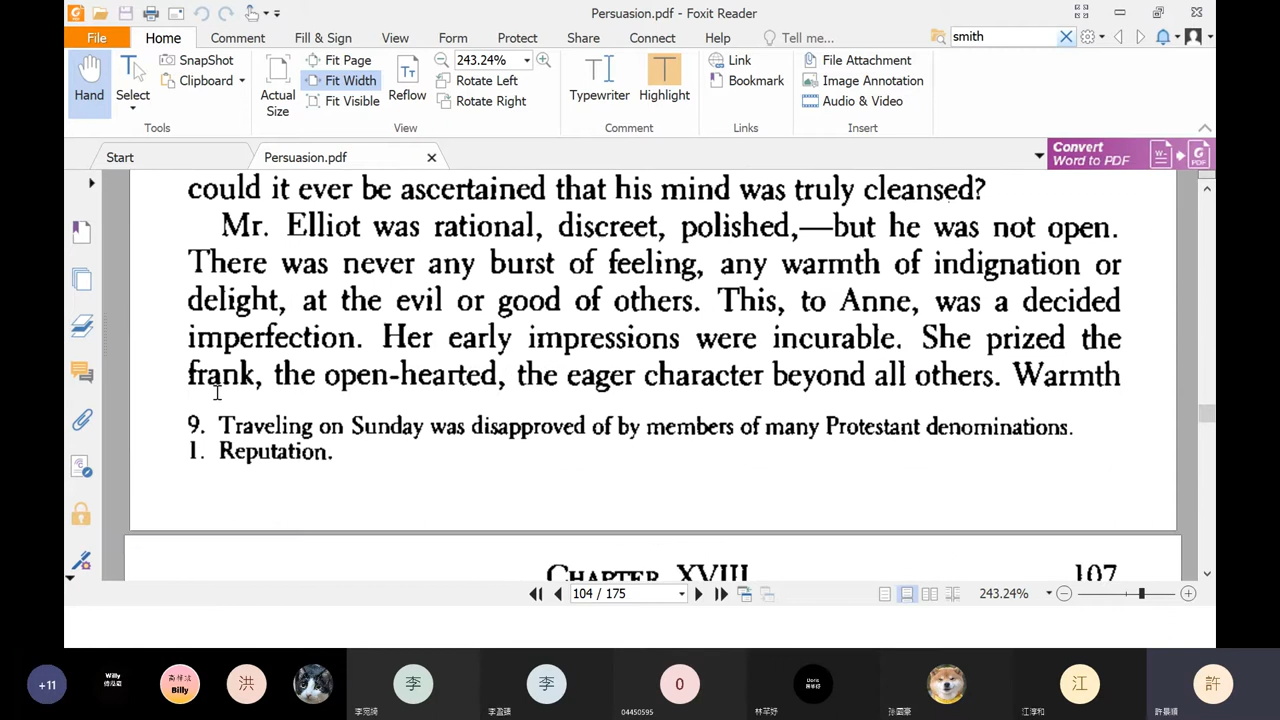 Persuasion.pdf - Foxit Reader
File Home Comment Fill & Sign View Form Protect Share Connect Help Tell me... smith
Hand Select SnapShot Clipboard Actual Size Fit Page Fit Width Fit Visible Reflow 243.24% Rotate Left Rotate Right Typewriter Highlight Link Bookmark File Attachment Image Annotation Audio & Video
Tools View Comment Links Insert
Start Persuasion.pdf Convert Word to PDF
could it ever be ascertained that his mind was truly cleansed?
Mr. Elliot was rational, discreet, polished,—but he was not open.
There was never any burst of feeling, any warmth of indignation or
delight, at the evil or good of others. This, to Anne, was a decided
imperfection. Her early impressions were incurable. She prized the
frank, the open-hearted, the eager character beyond all others. Warmth
9. Traveling on Sunday was disapproved of by members of many Protestant denominations.
1. Reputation.
CHAPTER XVIII 107
104 / 175 243.24%
+11 Willy Billy 洪 李 李 0 江 許
04450595